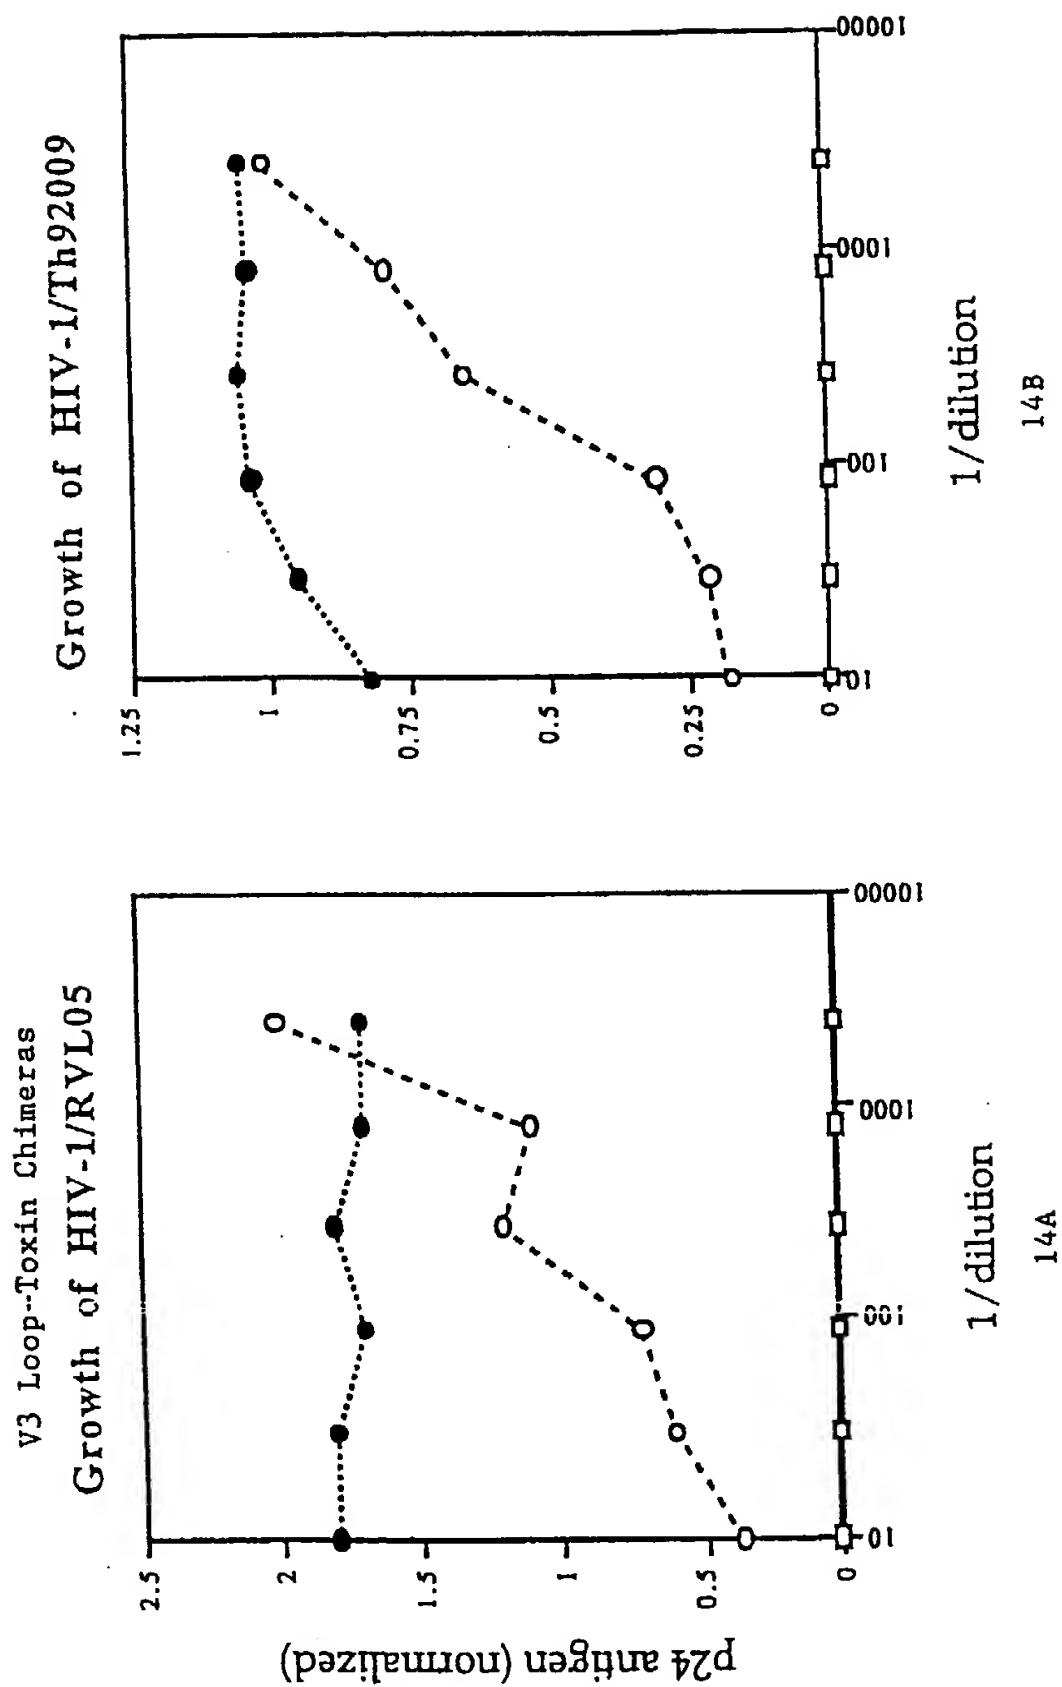 V3 Loop--Toxin Chimeras
Growth of HIV-1/RVL05
p24 antigen (normalized)
2.5
2
1.5
1
0.5
0
10
100
1000
10000
1/dilution
14A
Growth of HIV-1/Th92009
1.25
1
0.75
0.5
0.25
0
10
100
1000
10000
1/dilution
14B